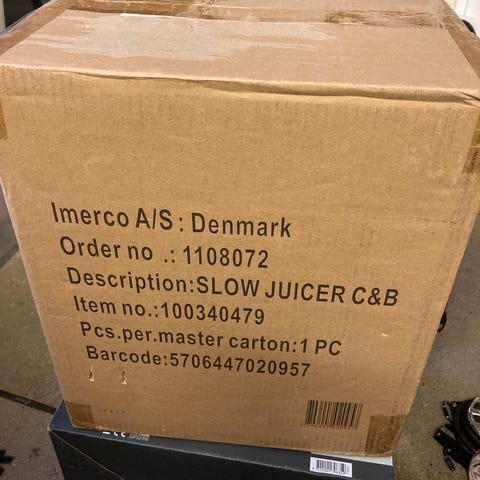 Imerco A/S : Denmark
Order no .: 1108072
Description:SLOW JUICER C&B
Item no.:100340479
Pcs.per.master carton:1 PC
Barcode:5706447020957